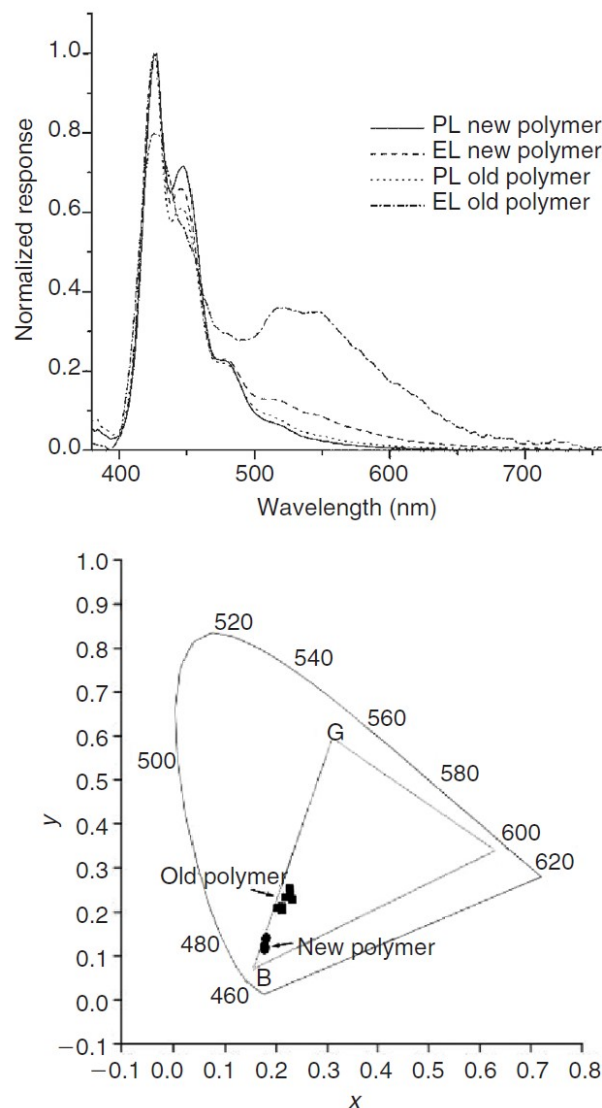 1.0
0.8
0.6
0.4
0.2
0.0
Normalized response
PL new polymer
EL new polymer
PL old polymer
EL old polymer
400
500
600
700
Wavelength (nm)
1.0
0.9
0.8
0.7
0.6
0.5
0.4
0.3
0.2
0.1
0.0
−0.1
y
520
540
560
580
600
620
500
480
460
G
B
Old polymer
New polymer
−0.1 0.0 0.1 0.2 0.3 0.4 0.5 0.6 0.7 0.8
x